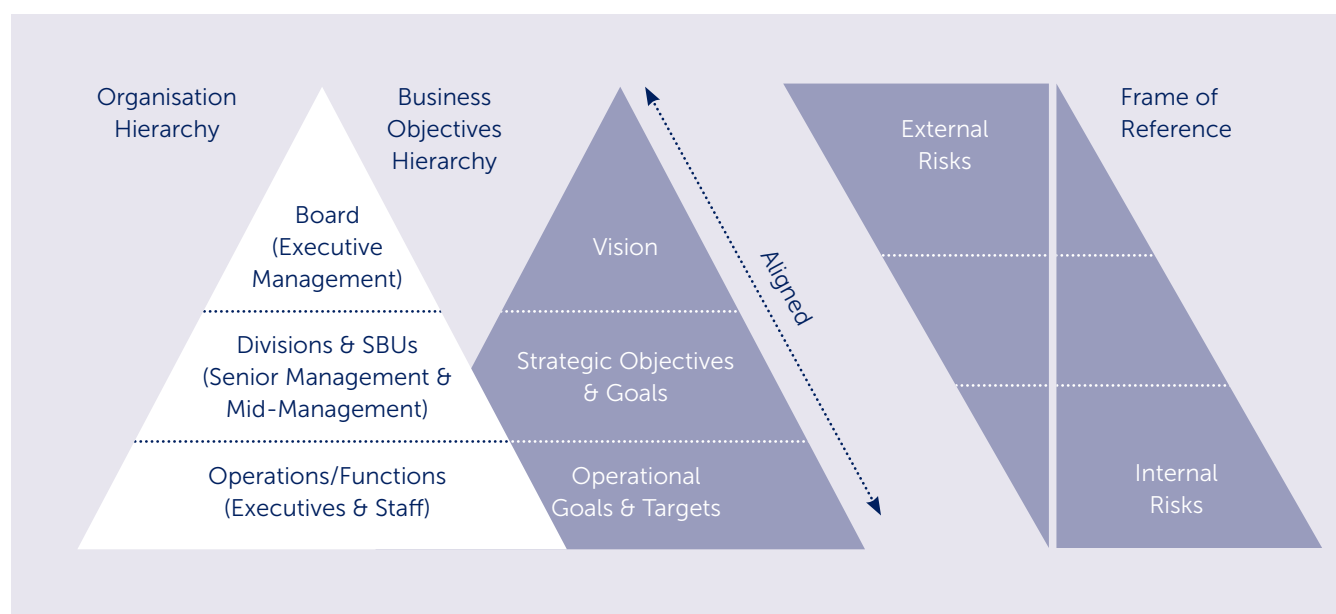 Organisation
Hierarchy
Business
Objectives
Hierarchy
Board
(Executive
Management)
Divisions & SBUs
(Senior Management &
Mid-Management)
Operations/Functions
(Executives & Staff)
Vision
Strategic Objectives
& Goals
Operational
Goals & Targets
Aligned
External
Risks
Frame of
Reference
Internal
Risks